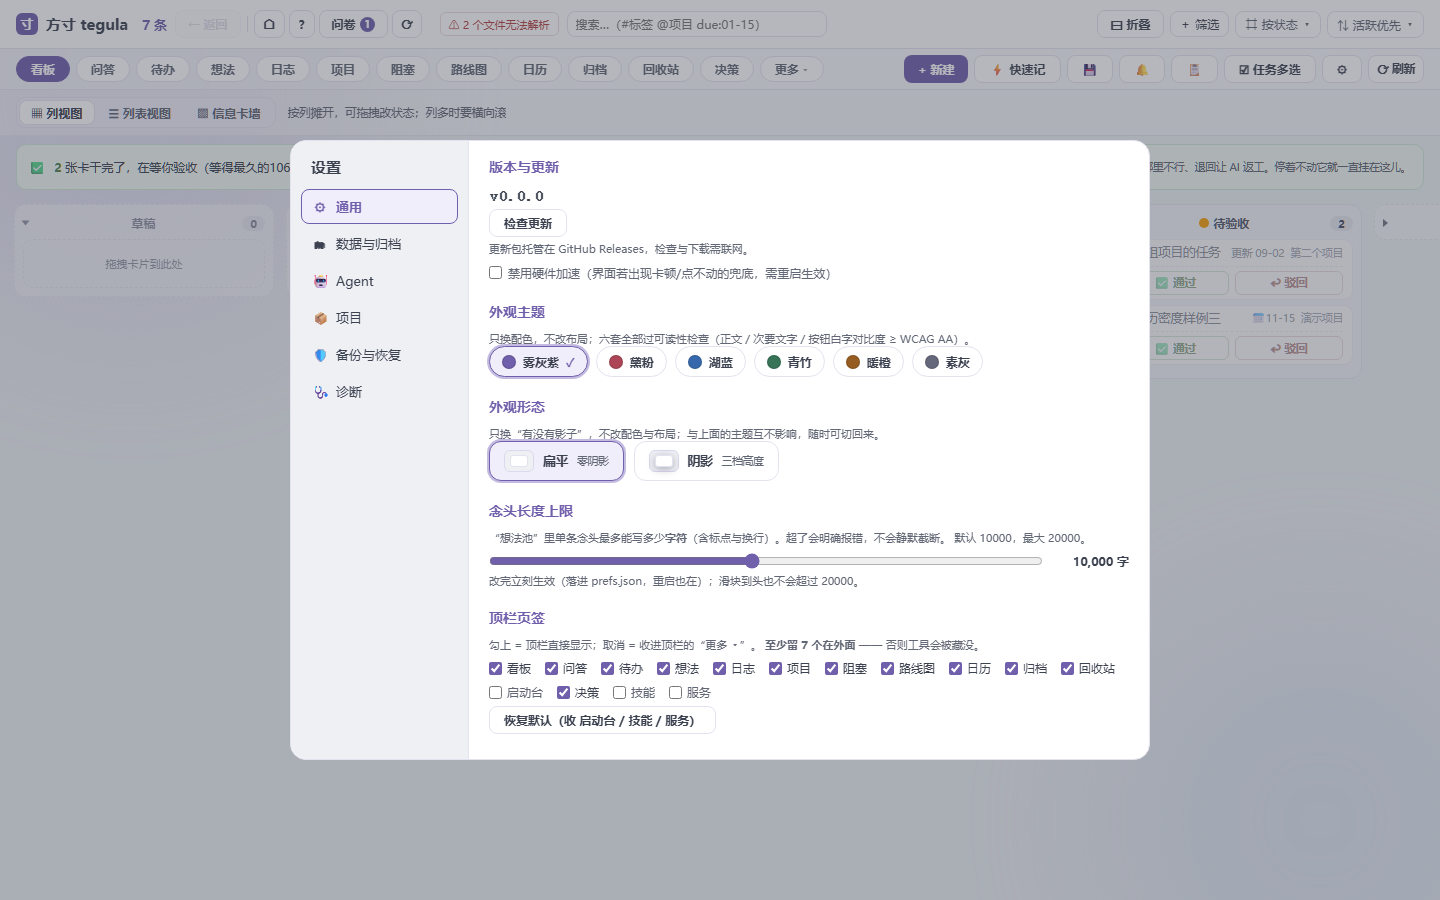 寸 方寸 tegula 7 条 ← 返回 ? 问卷 1 ⚠ 2 个文件无法解析 搜索... (#标签 @项目 due:01-15) 折叠 + 筛选 按状态 活跃优先
看板 问答 待办 想法 日志 项目 阻塞 路线图 日历 归档 回收站 决策 更多 + 新建 快速记 任务多选 刷新
列视图 列表视图 信息卡墙 按列摊开，可拖拽改状态；列多时要横向滚
2 张卡干完了，在等你验收（等得最久的106
里不行、退回让 AI 返工。停着不动它就一直挂在这儿。
草稿 0
拖拽卡片到此处
待验收 2
组项目的任务 更新 09-02 第二个项目
通过 驳回
历密度样例三 11-15 演示项目
通过 驳回
设置
通用
数据与归档
Agent
项目
备份与恢复
诊断
版本与更新
v0.0.0
检查更新
更新包托管在 GitHub Releases，检查与下载需联网。
禁用硬件加速（界面若出现卡顿/点不动的兜底，需重启生效）
外观主题
只换配色，不改布局；六套全部过可读性检查（正文 / 次要文字 / 按钮白字对比度 ≥ WCAG AA）。
雾灰紫 ✓ 黛粉 湖蓝 青竹 暖橙 素灰
外观形态
只换“有没有影子”，不改配色与布局；与上面的主题互不影响，随时可切回来。
扁平 零阴影 阴影 三档高度
念头长度上限
“想法池”里单条念头最多能写多少字符（含标点与换行）。超了会明确报错，不会静默截断。 默认 10000，最大 20000。
10,000 字
改完立刻生效（落进 prefs.json，重启也在）；滑块到头也不会超过 20000。
顶栏页签
勾上 = 顶栏直接显示；取消 = 收进顶栏的“更多 ▾”。 至少留 7 个在外面 —— 否则工具会被藏没。
看板 问答 待办 想法 日志 项目 阻塞 路线图 日历 归档 回收站
启动台 决策 技能 服务
恢复默认（收 启动台 / 技能 / 服务）